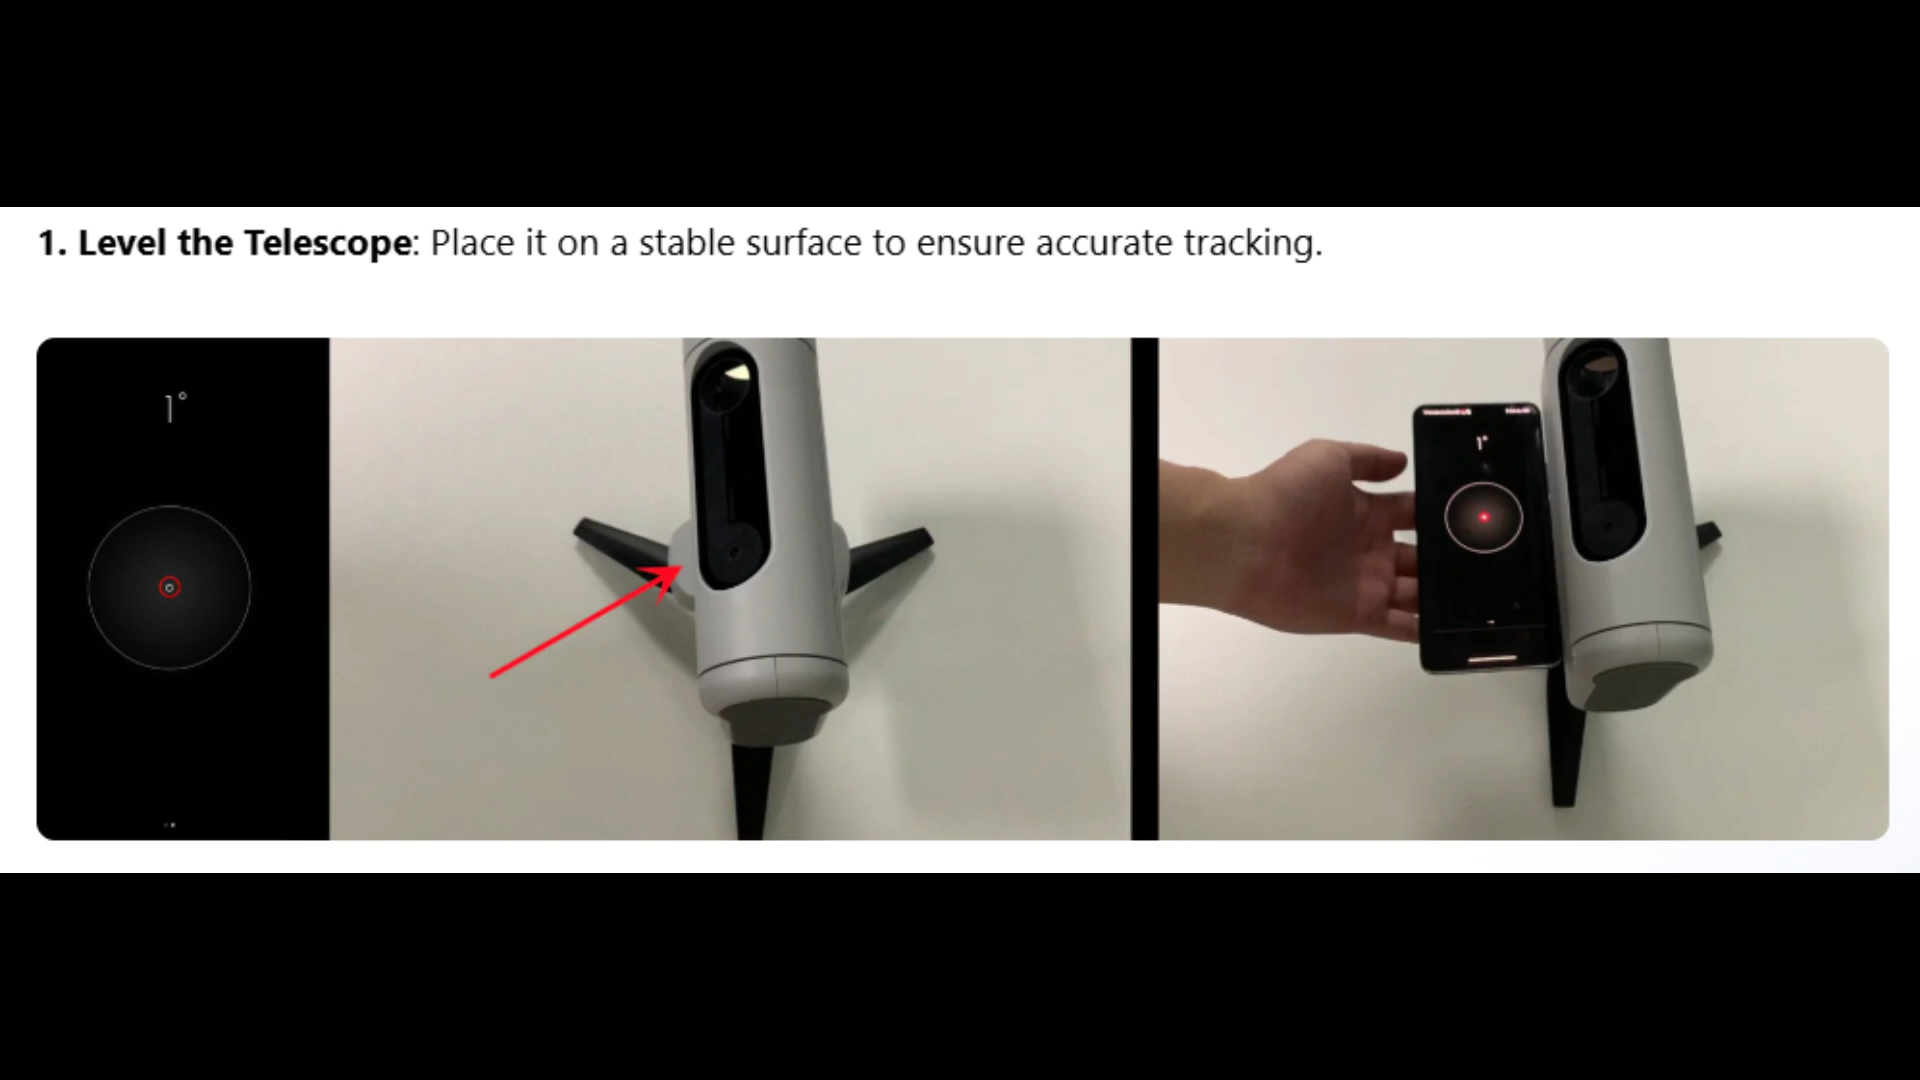 1. Level the Telescope: Place it on a stable surface to ensure accurate tracking.
1°
1°